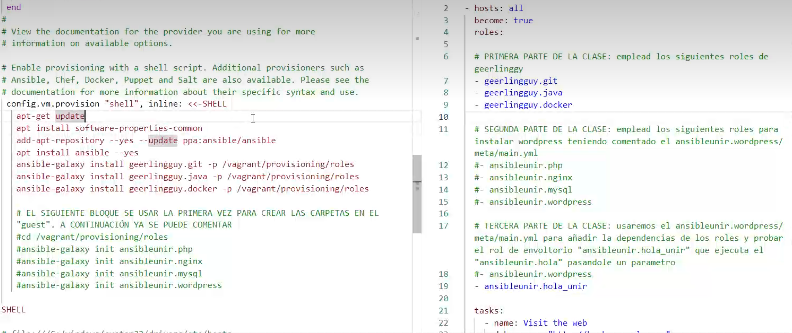 end
#
# View the documentation for the provider you are using for more
# information on available options.
# Enable provisioning with a shell script. Additional provisioners such as
# Ansible, Chef, Docker, Puppet and Salt are also available. Please see the
# documentation for more information about their specific syntax and use.
config.vm.provision "shell", inline: <<-SHELL
apt-get update
apt install software-properties-common
add-apt-repository --yes --update ppa:ansible/ansible
apt install ansible --yes
ansible-galaxy install geerlingguy.git -p /vagrant/provisioning/roles
ansible-galaxy install geerlingguy.java -p /vagrant/provisioning/roles
ansible-galaxy install geerlingguy.docker -p /vagrant/provisioning/roles
# EL SIGUIENTE BLOQUE SE USAR LA PRIMERA VEZ PARA CREAR LAS CARPETAS EN EL
"guest". A CONTINUACIÓN YA SE PUEDE COMENTAR
#cd /vagrant/provisioning/roles
#ansible-galaxy init ansibleunir.php
#ansible-galaxy init ansibleunir.nginx
#ansible-galaxy init ansibleunir.mysql
#ansible-galaxy init ansibleunir.wordpress
SHELL
2 - hosts: all
3 become: true
4 roles:
5
6 # PRIMERA PARTE DE LA CLASE: emplead los siguientes roles de
geerlinggy
7 - geerlingguy.git
8 - geerlingguy.java
9 - geerlingguy.docker
10
11 # SEGUNDA PARTE DE LA CLASE: emplead los siguientes roles para
instalar wordpress teniendo comentado el ansibleunir.wordpress/
meta/main.yml
12 #- ansibleunir.php
13 #- ansibleunir.nginx
14 #- ansibleunir.mysql
15 #- ansibleunir.wordpress
16
17 # TERCERA PARTE DE LA CLASE: usaremos el ansibleunir.wordpress/
meta/main.yml para añadir la dependencias de los roles y probar
el rol de envoltorio "ansibleunir.hola_unir" que ejecuta el
"ansibleunir.hola" pasandole un parametro
18 #- ansibleunir.wordpress
19 - ansibleunir.hola_unir
20
21 tasks:
22 - name: Visit the web